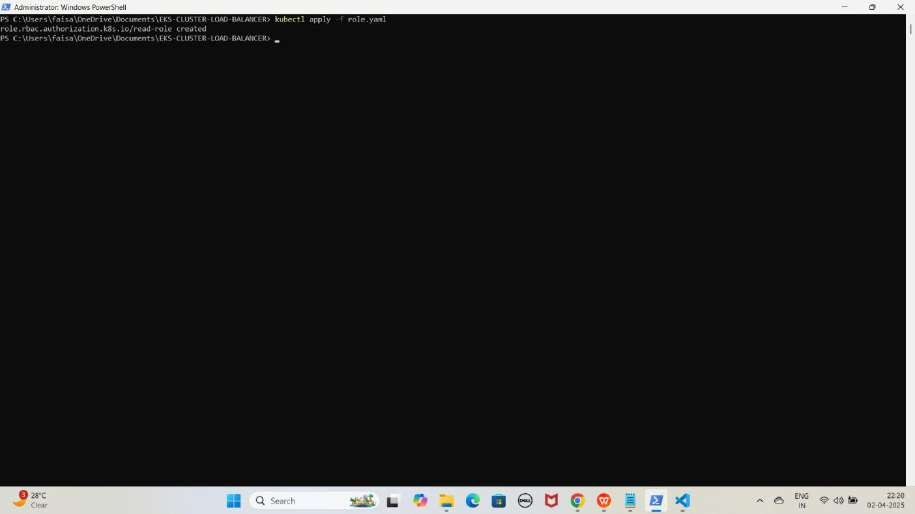 Administrator: Windows PowerShell
PS C:\Users\faisa\OneDrive\Documents\EKS-CLUSTER-LOAD-BALANCER> kubectl apply -f role.yaml
role.rbac.authorization.k8s.io/read-role created
PS C:\Users\faisa\OneDrive\Documents\EKS-CLUSTER-LOAD-BALANCER>
3
28°C
Clear
Search
DELL
ENG
IN
22:20
02-04-2025